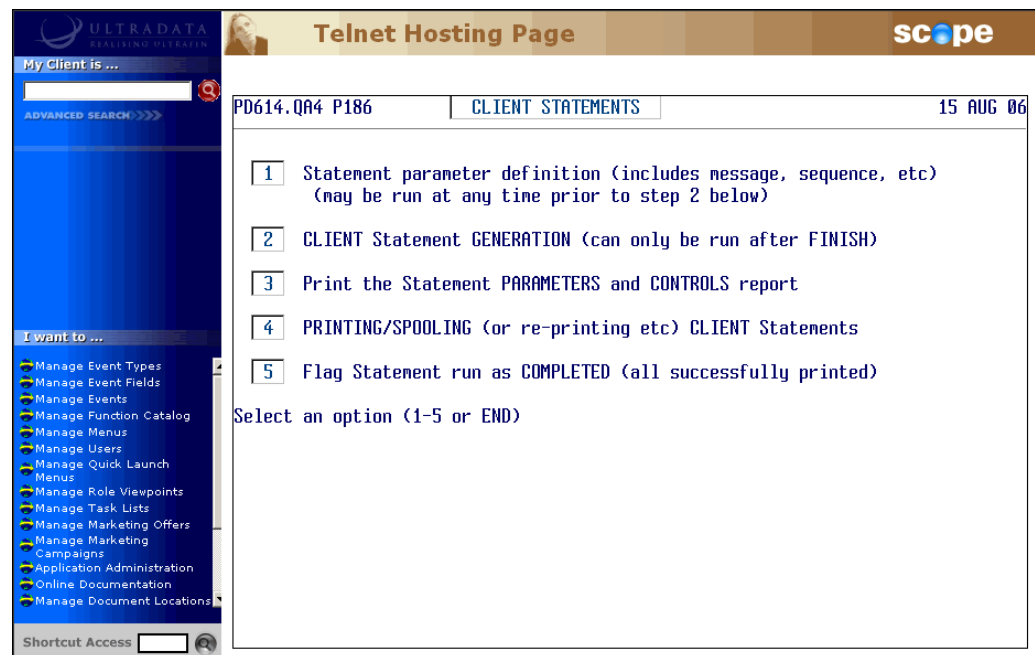 ULTRADATA
REALISING ULTRAFIN
Telnet Hosting Page
scope
My Client is ...
ADVANCED SEARCH
PD614.QA4 P186
CLIENT STATEMENTS
15 AUG 06
1 Statement parameter definition (includes message, sequence, etc)
(may be run at any time prior to step 2 below)
2 CLIENT Statement GENERATION (can only be run after FINISH)
3 Print the Statement PARAMETERS and CONTROLS report
4 PRINTING/SPOOLING (or re-printing etc) CLIENT Statements
5 Flag Statement run as COMPLETED (all successfully printed)
Select an option (1-5 or END)
I want to ...
Manage Event Types
Manage Event Fields
Manage Events
Manage Function Catalog
Manage Menus
Manage Users
Manage Quick Launch
Menus
Manage Role Viewpoints
Manage Task Lists
Manage Marketing Offers
Manage Marketing
Campaigns
Application Administration
Online Documentation
Manage Document Locations
Shortcut Access